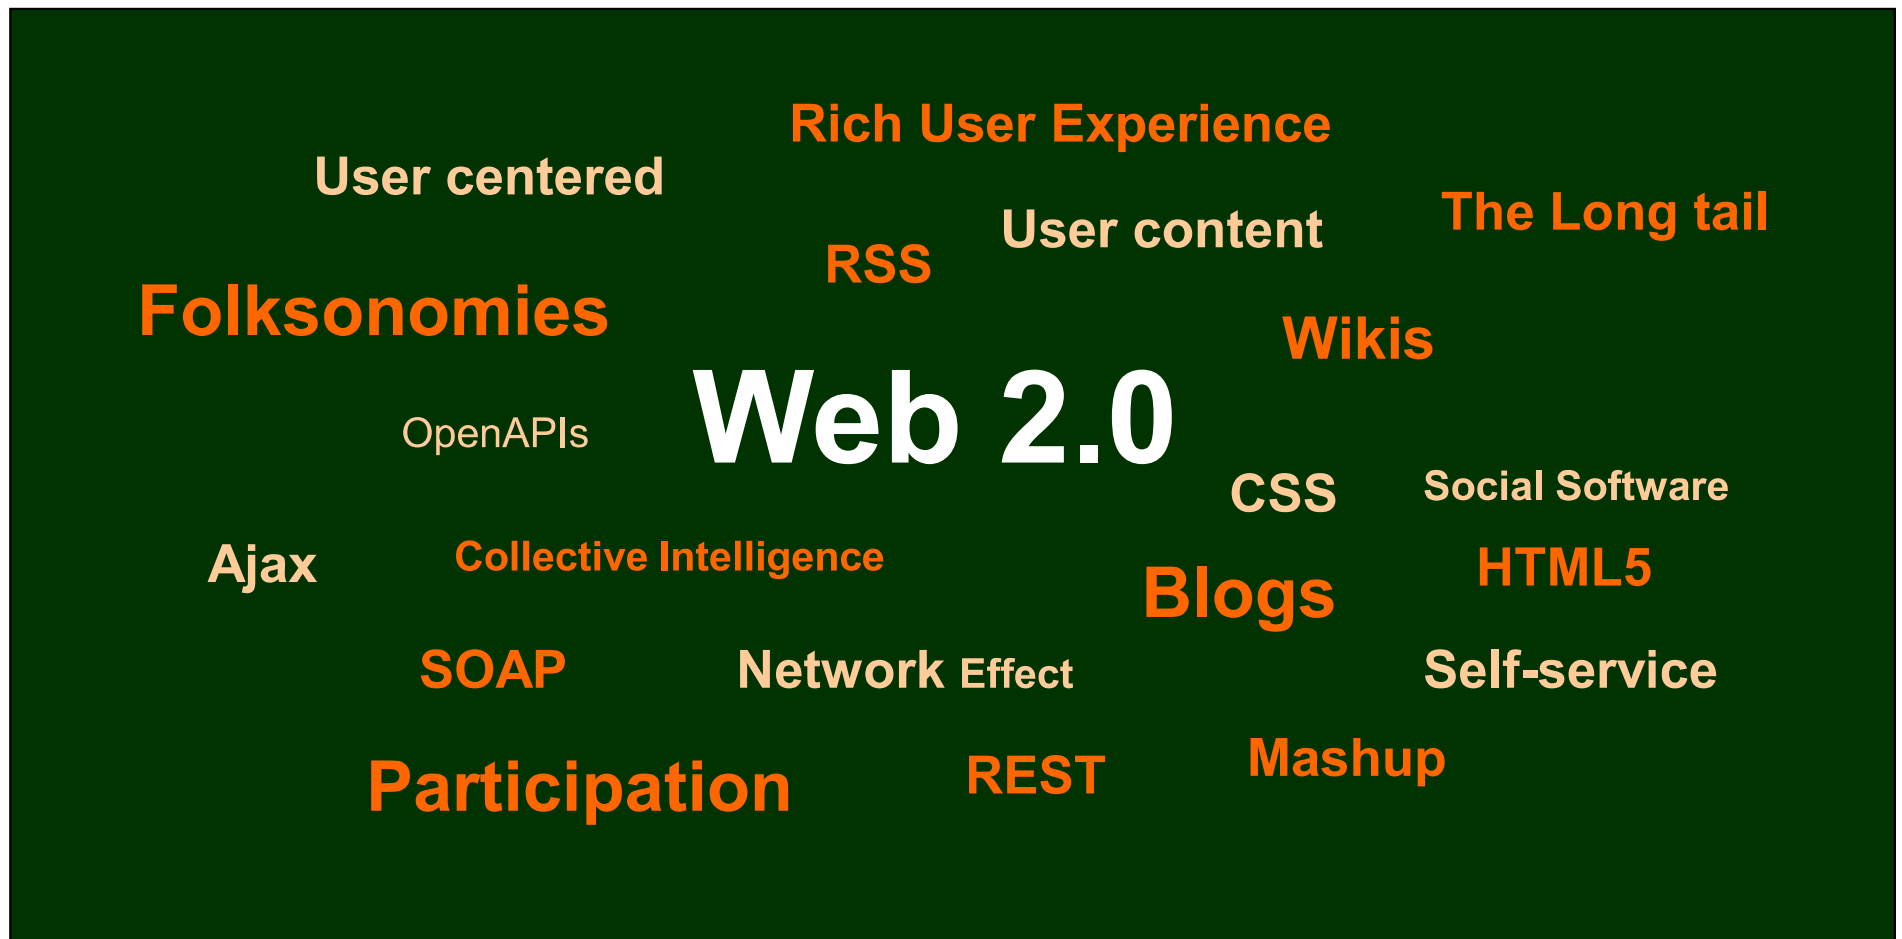 Rich User Experience
User centered
The Long tail
User content
RSS
Folksonomies
Wikis
Web 2.0
OpenAPIs
CSS
Social Software
Ajax
Collective Intelligence
HTML5
Blogs
SOAP
Network Effect
Self-service
Mashup
REST
Participation